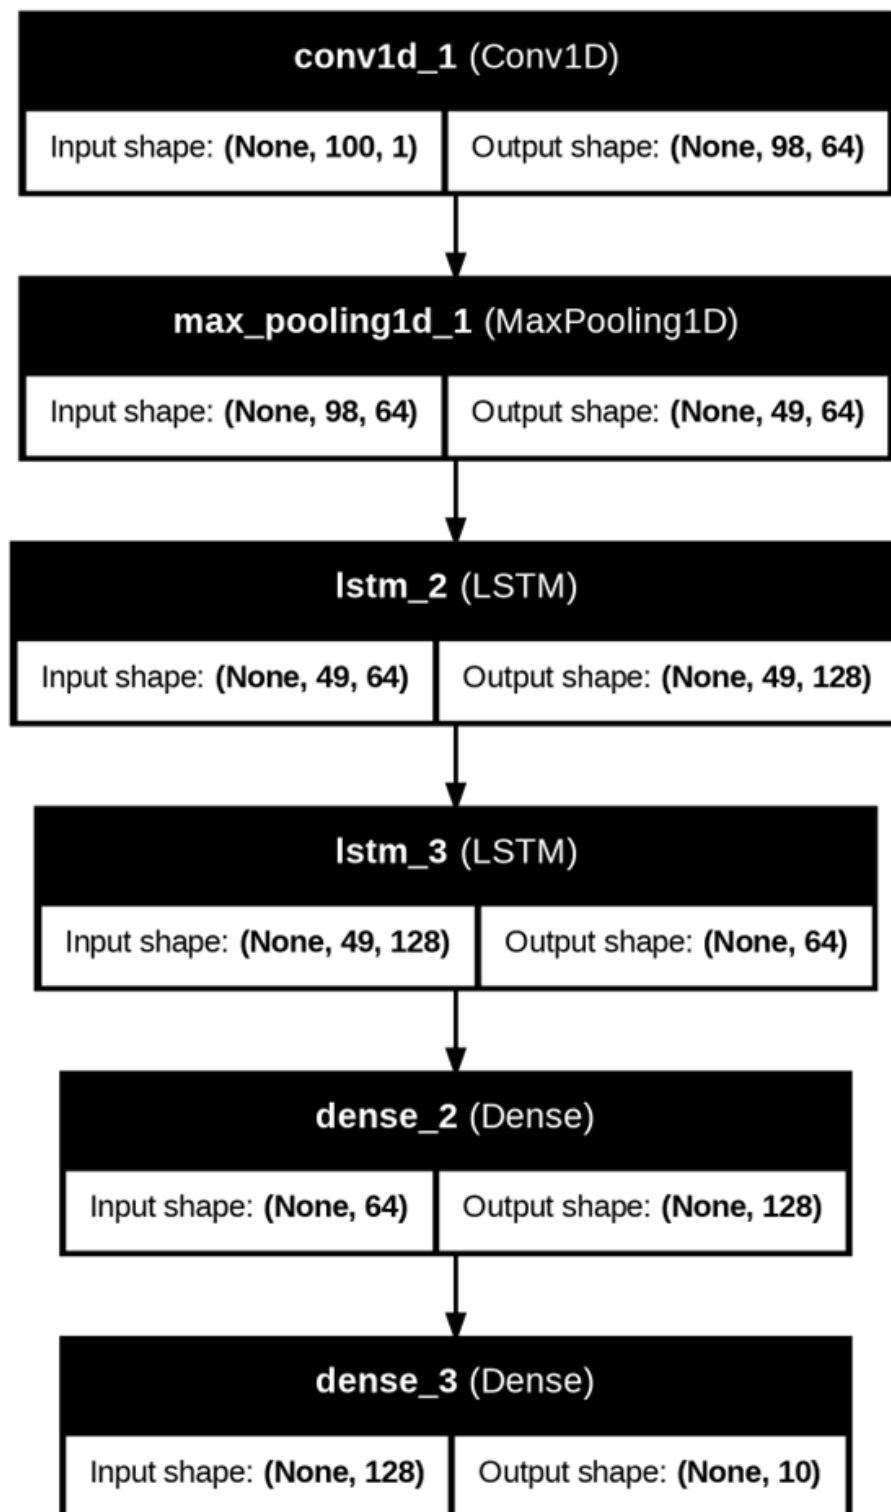 conv1d_1 (Conv1D)
Input shape: (None, 100, 1) Output shape: (None, 98, 64)
max_pooling1d_1 (MaxPooling1D)
Input shape: (None, 98, 64) Output shape: (None, 49, 64)
lstm_2 (LSTM)
Input shape: (None, 49, 64) Output shape: (None, 49, 128)
lstm_3 (LSTM)
Input shape: (None, 49, 128) Output shape: (None, 64)
dense_2 (Dense)
Input shape: (None, 64) Output shape: (None, 128)
dense_3 (Dense)
Input shape: (None, 128) Output shape: (None, 10)